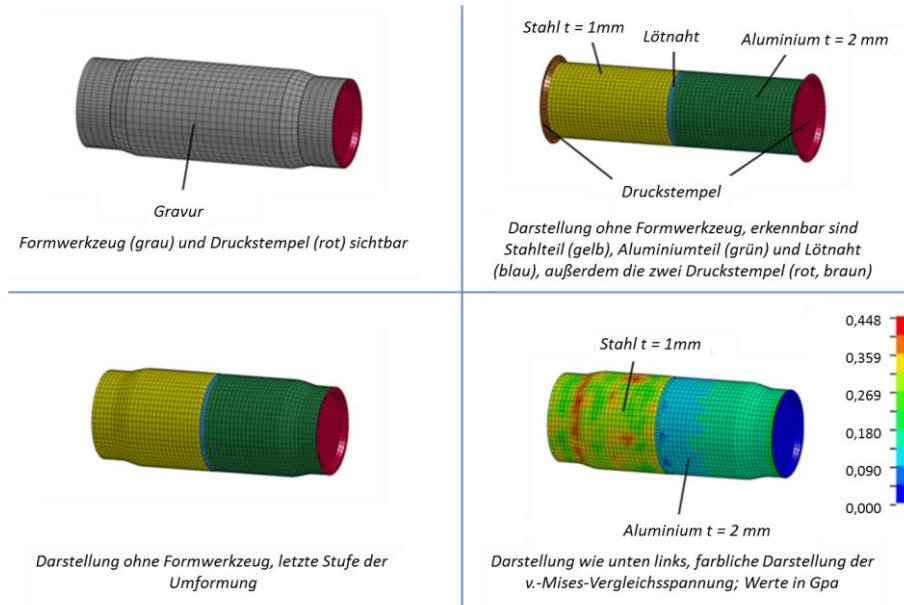 Gravur
Formwerkzeug (grau) und Druckstempel (rot) sichtbar
Stahl t = 1mm
Lötnaht
Aluminium t = 2 mm
Druckstempel
Darstellung ohne Formwerkzeug, erkennbar sind
Stahlteil (gelb), Aluminiumteil (grün) und Lötnaht
(blau), außerdem die zwei Druckstempel (rot, braun)
Darstellung ohne Formwerkzeug, letzte Stufe der
Umformung
Stahl t = 1mm
0,448
0,359
0,269
0,180
0,090
0,000
Aluminium t = 2 mm
Darstellung wie unten links, farbliche Darstellung der
v.-Mises-Vergleichsspannung; Werte in Gpa